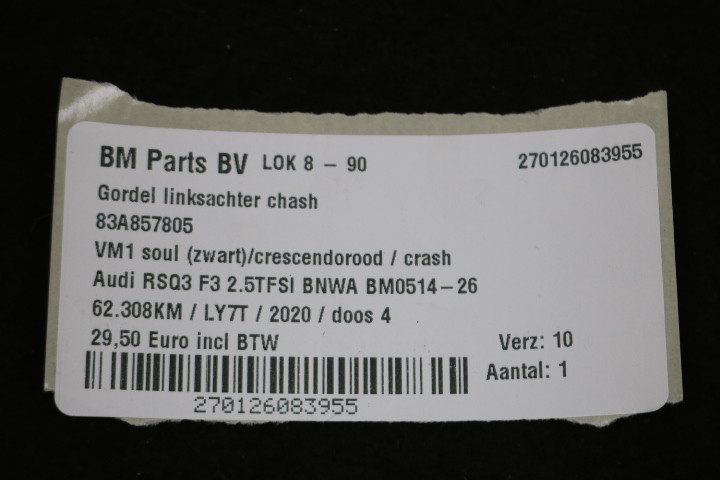 BM Parts BV LOK 8 - 90 270126083955
Gordel linksachter chash
83A857805
VM1 soul (zwart)/crescendorood / crash
Audi RSQ3 F3 2.5TFSI BNWA BM0514-26
62.308KM / LY7T / 2020 / doos 4
29,50 Euro incl BTW Verz: 10
Aantal: 1
270126083955